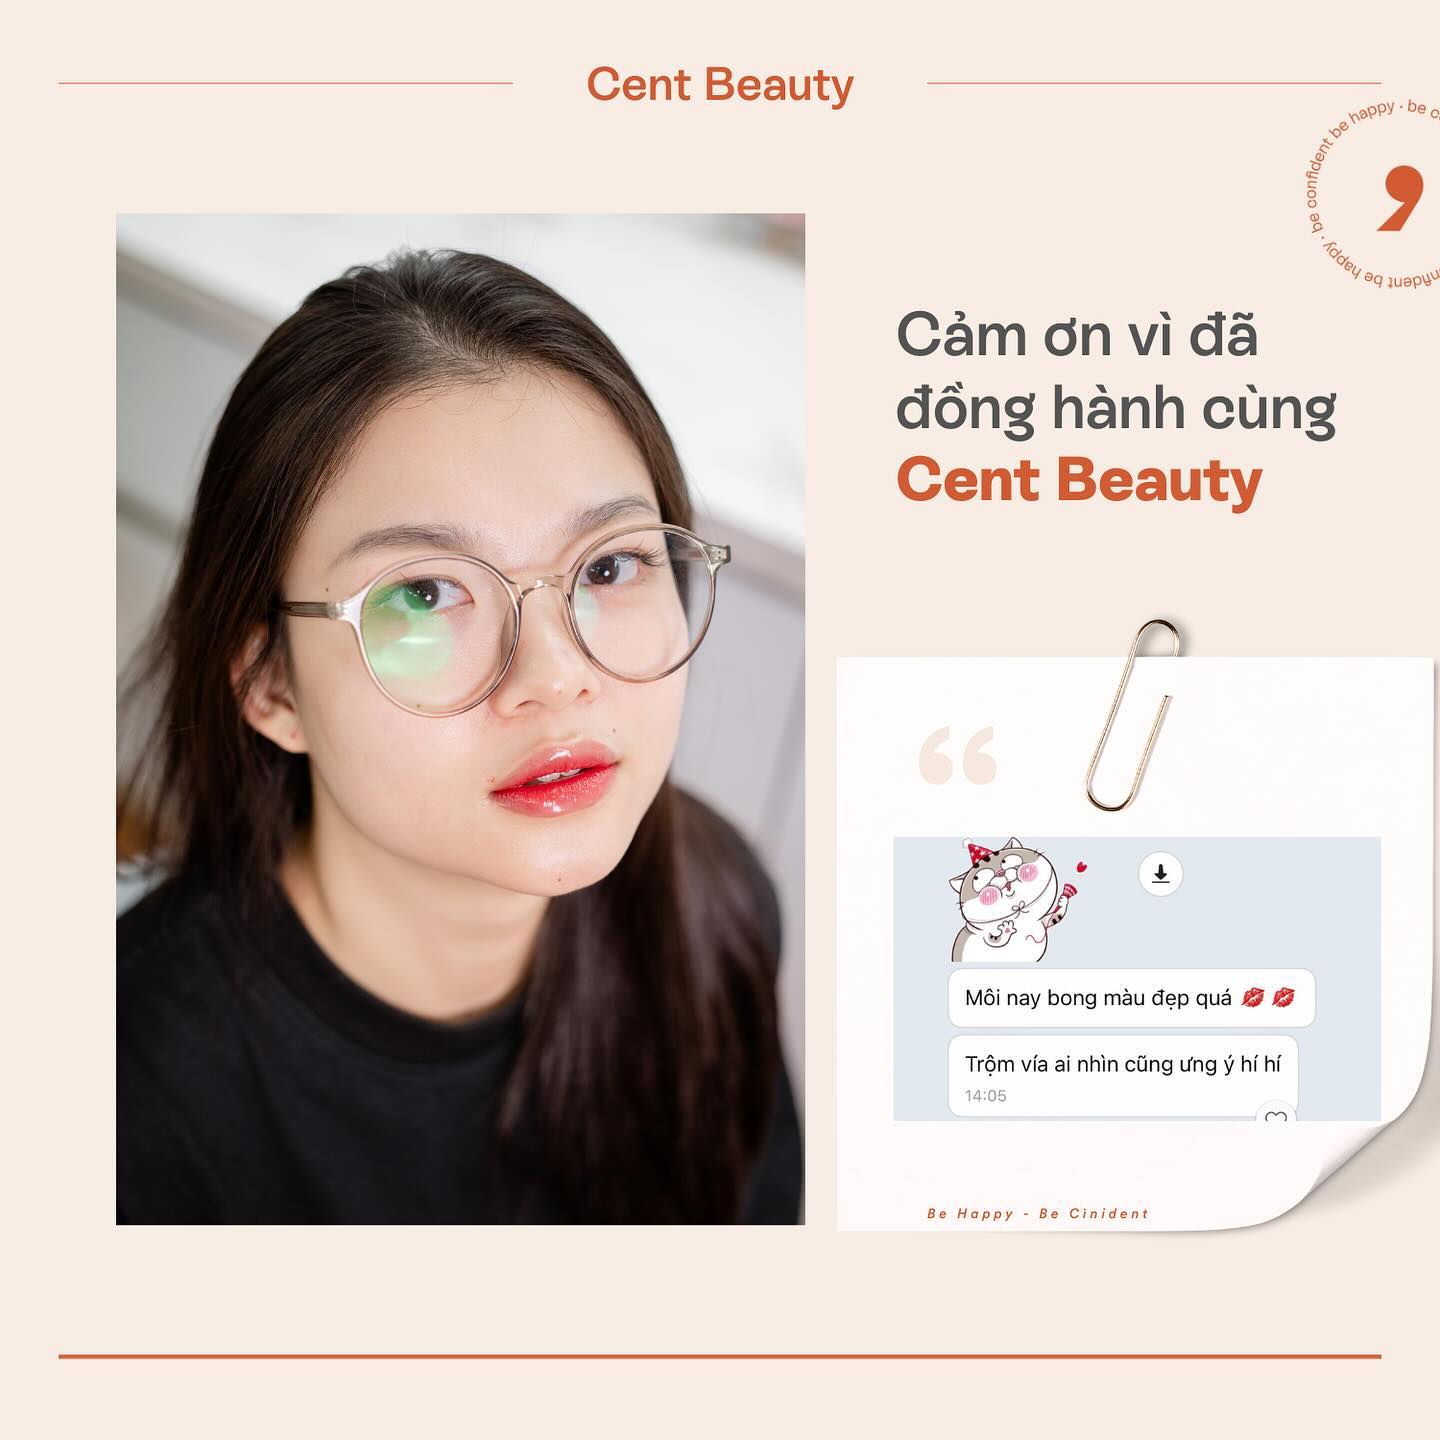 Cent Beauty
be confident be happy · be c
nfident be happy ·
Cảm ơn vì đã
đồng hành cùng
Cent Beauty
Môi nay bong màu đẹp quá 💋 💋
Trộm vía ai nhìn cũng ưng ý hí hí
14:05
Be Happy - Be Cinident